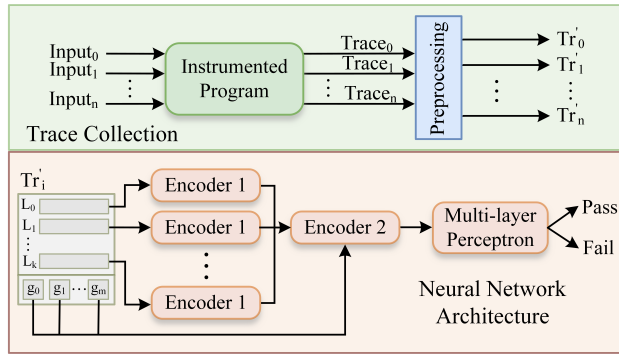 Input₀
Input₁
⋮
Inputₙ
Instrumented
Program
Trace₀
Trace₁
⋮
Traceₙ
Preprocessing
Tr'₀
Tr'₁
⋮
Tr'ₙ
Trace Collection
Tr'ᵢ
L₀
L₁
⋮
Lₖ
g₀ g₁ ⋯ gₘ
Encoder 1
Encoder 1
⋮
Encoder 1
Encoder 2
Multi-layer
Perceptron
Pass
Fail
Neural Network
Architecture